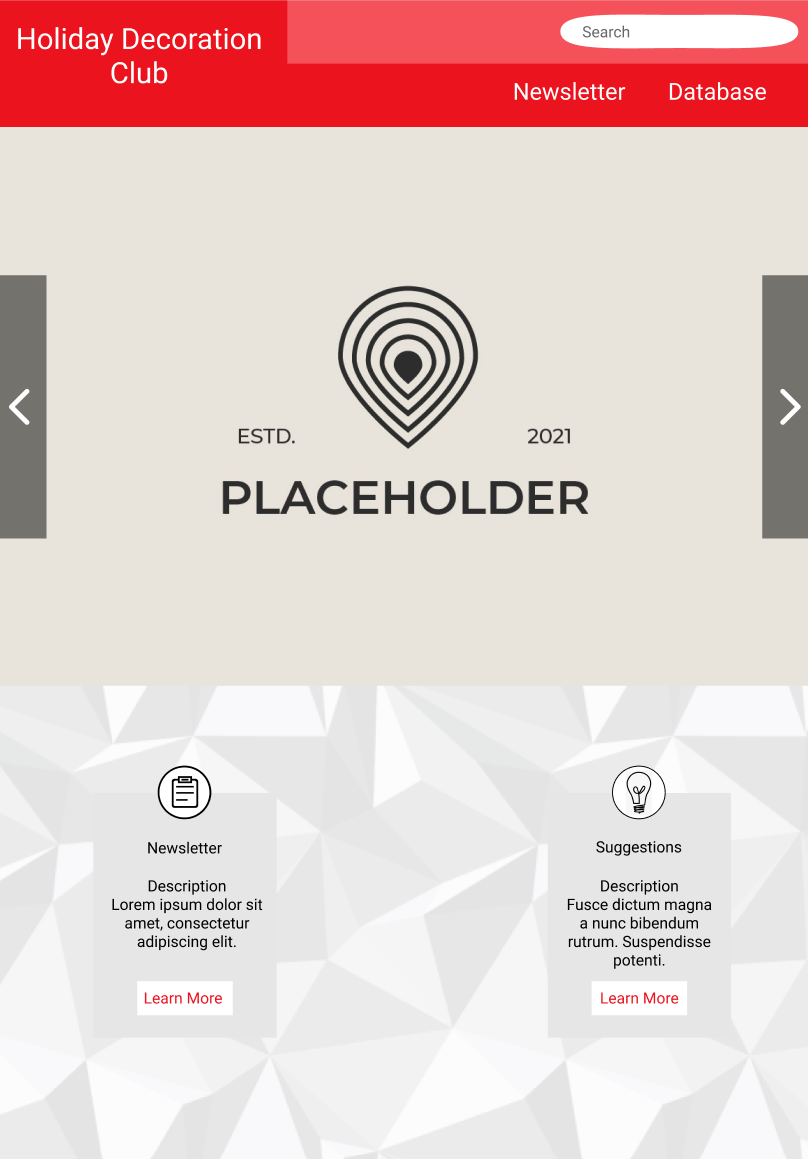 Holiday Decoration
Club
Search
Newsletter
Database
ESTD.
2021
PLACEHOLDER
Newsletter
Description
Lorem ipsum dolor sit
amet, consectetur
adipiscing elit.
Learn More
Suggestions
Description
Fusce dictum magna
a nunc bibendum
rutrum. Suspendisse
potenti.
Learn More